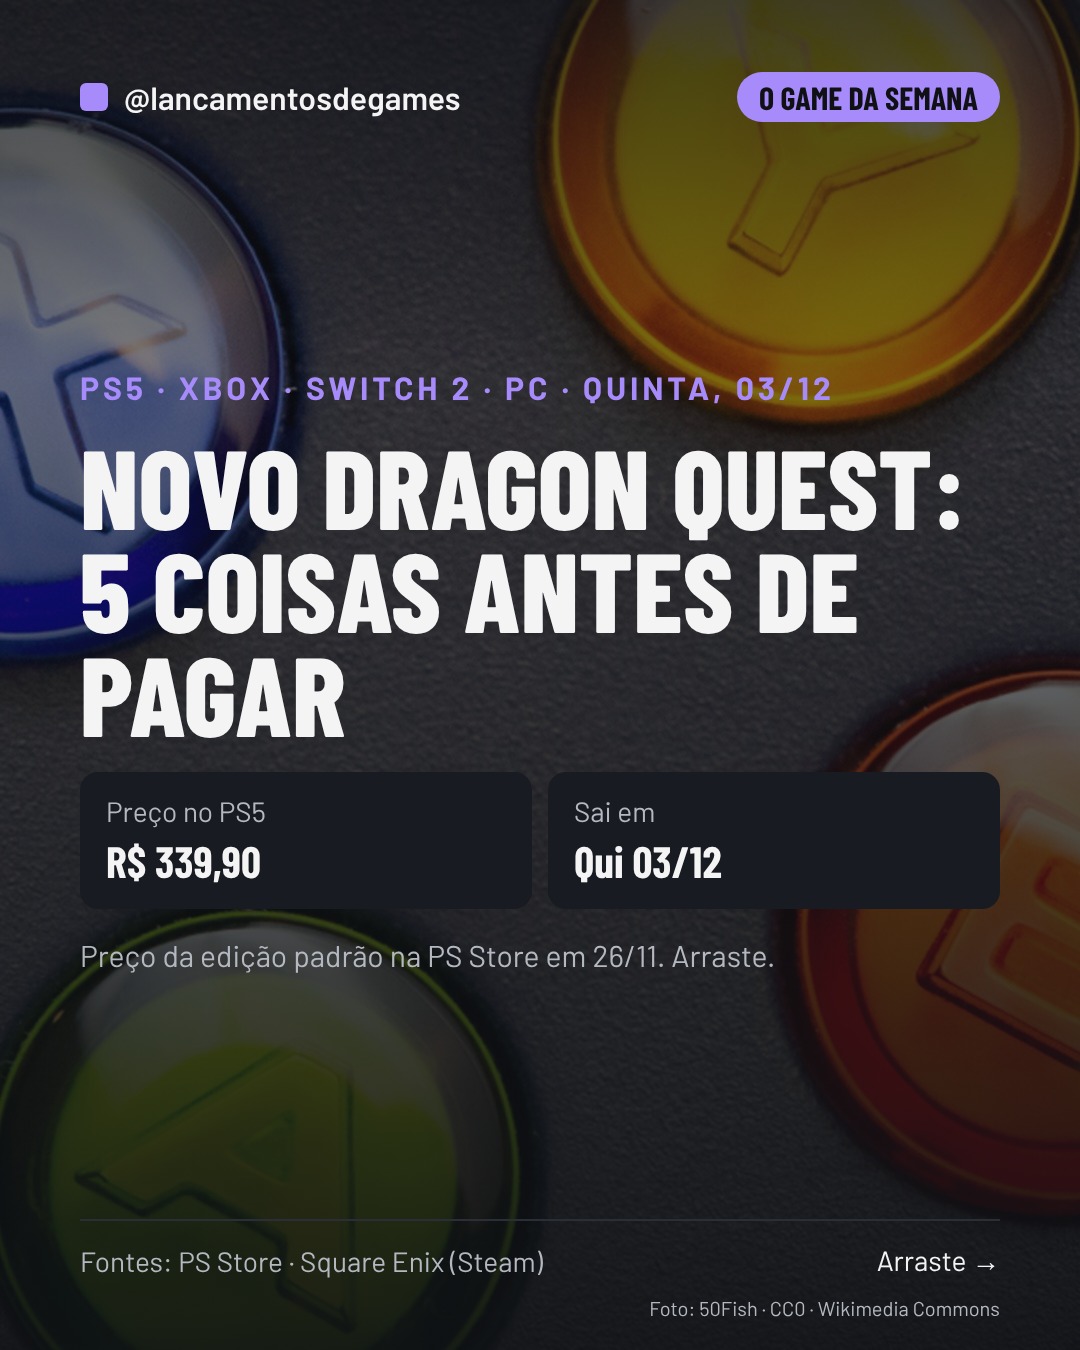 @lancamentosdegames
O GAME DA SEMANA
PS5 · XBOX · SWITCH 2 · PC · QUINTA, 03/12
NOVO DRAGON QUEST:
5 COISAS ANTES DE
PAGAR
Preço no PS5
R$ 339,90
Sai em
Qui 03/12
Preço da edição padrão na PS Store em 26/11. Arraste.
Fontes: PS Store · Square Enix (Steam)
Arraste →
Foto: 50Fish · CC0 · Wikimedia Commons
X
Y
B
A